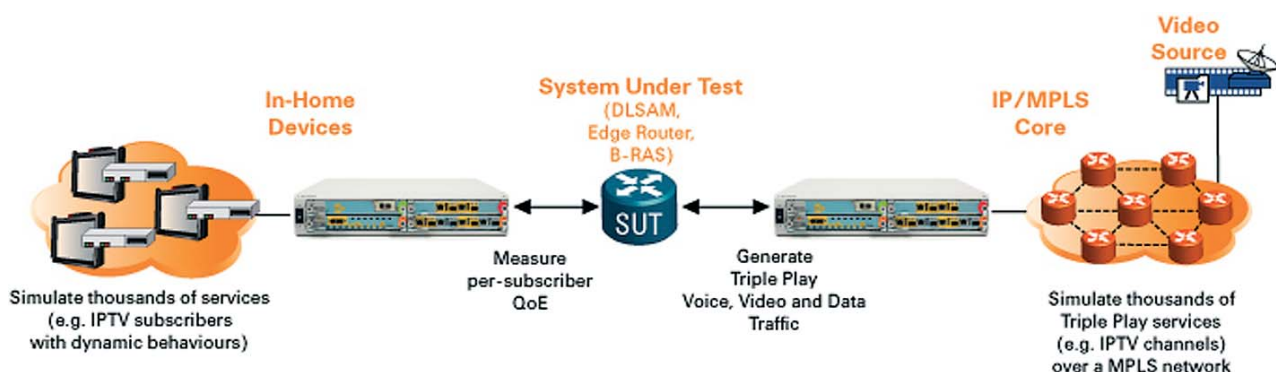 In-Home
Devices
Simulate thousands of services
(e.g. IPTV subscribers
with dynamic behaviours)
Measure
per-subscriber
QoE
System Under Test
(DLSAM,
Edge Router,
B-RAS)
SUT
Generate
Triple Play
Voice, Video and Data
Traffic
IP/MPLS
Core
Video
Source
Simulate thousands of
Triple Play services
(e.g. IPTV channels)
over a MPLS network